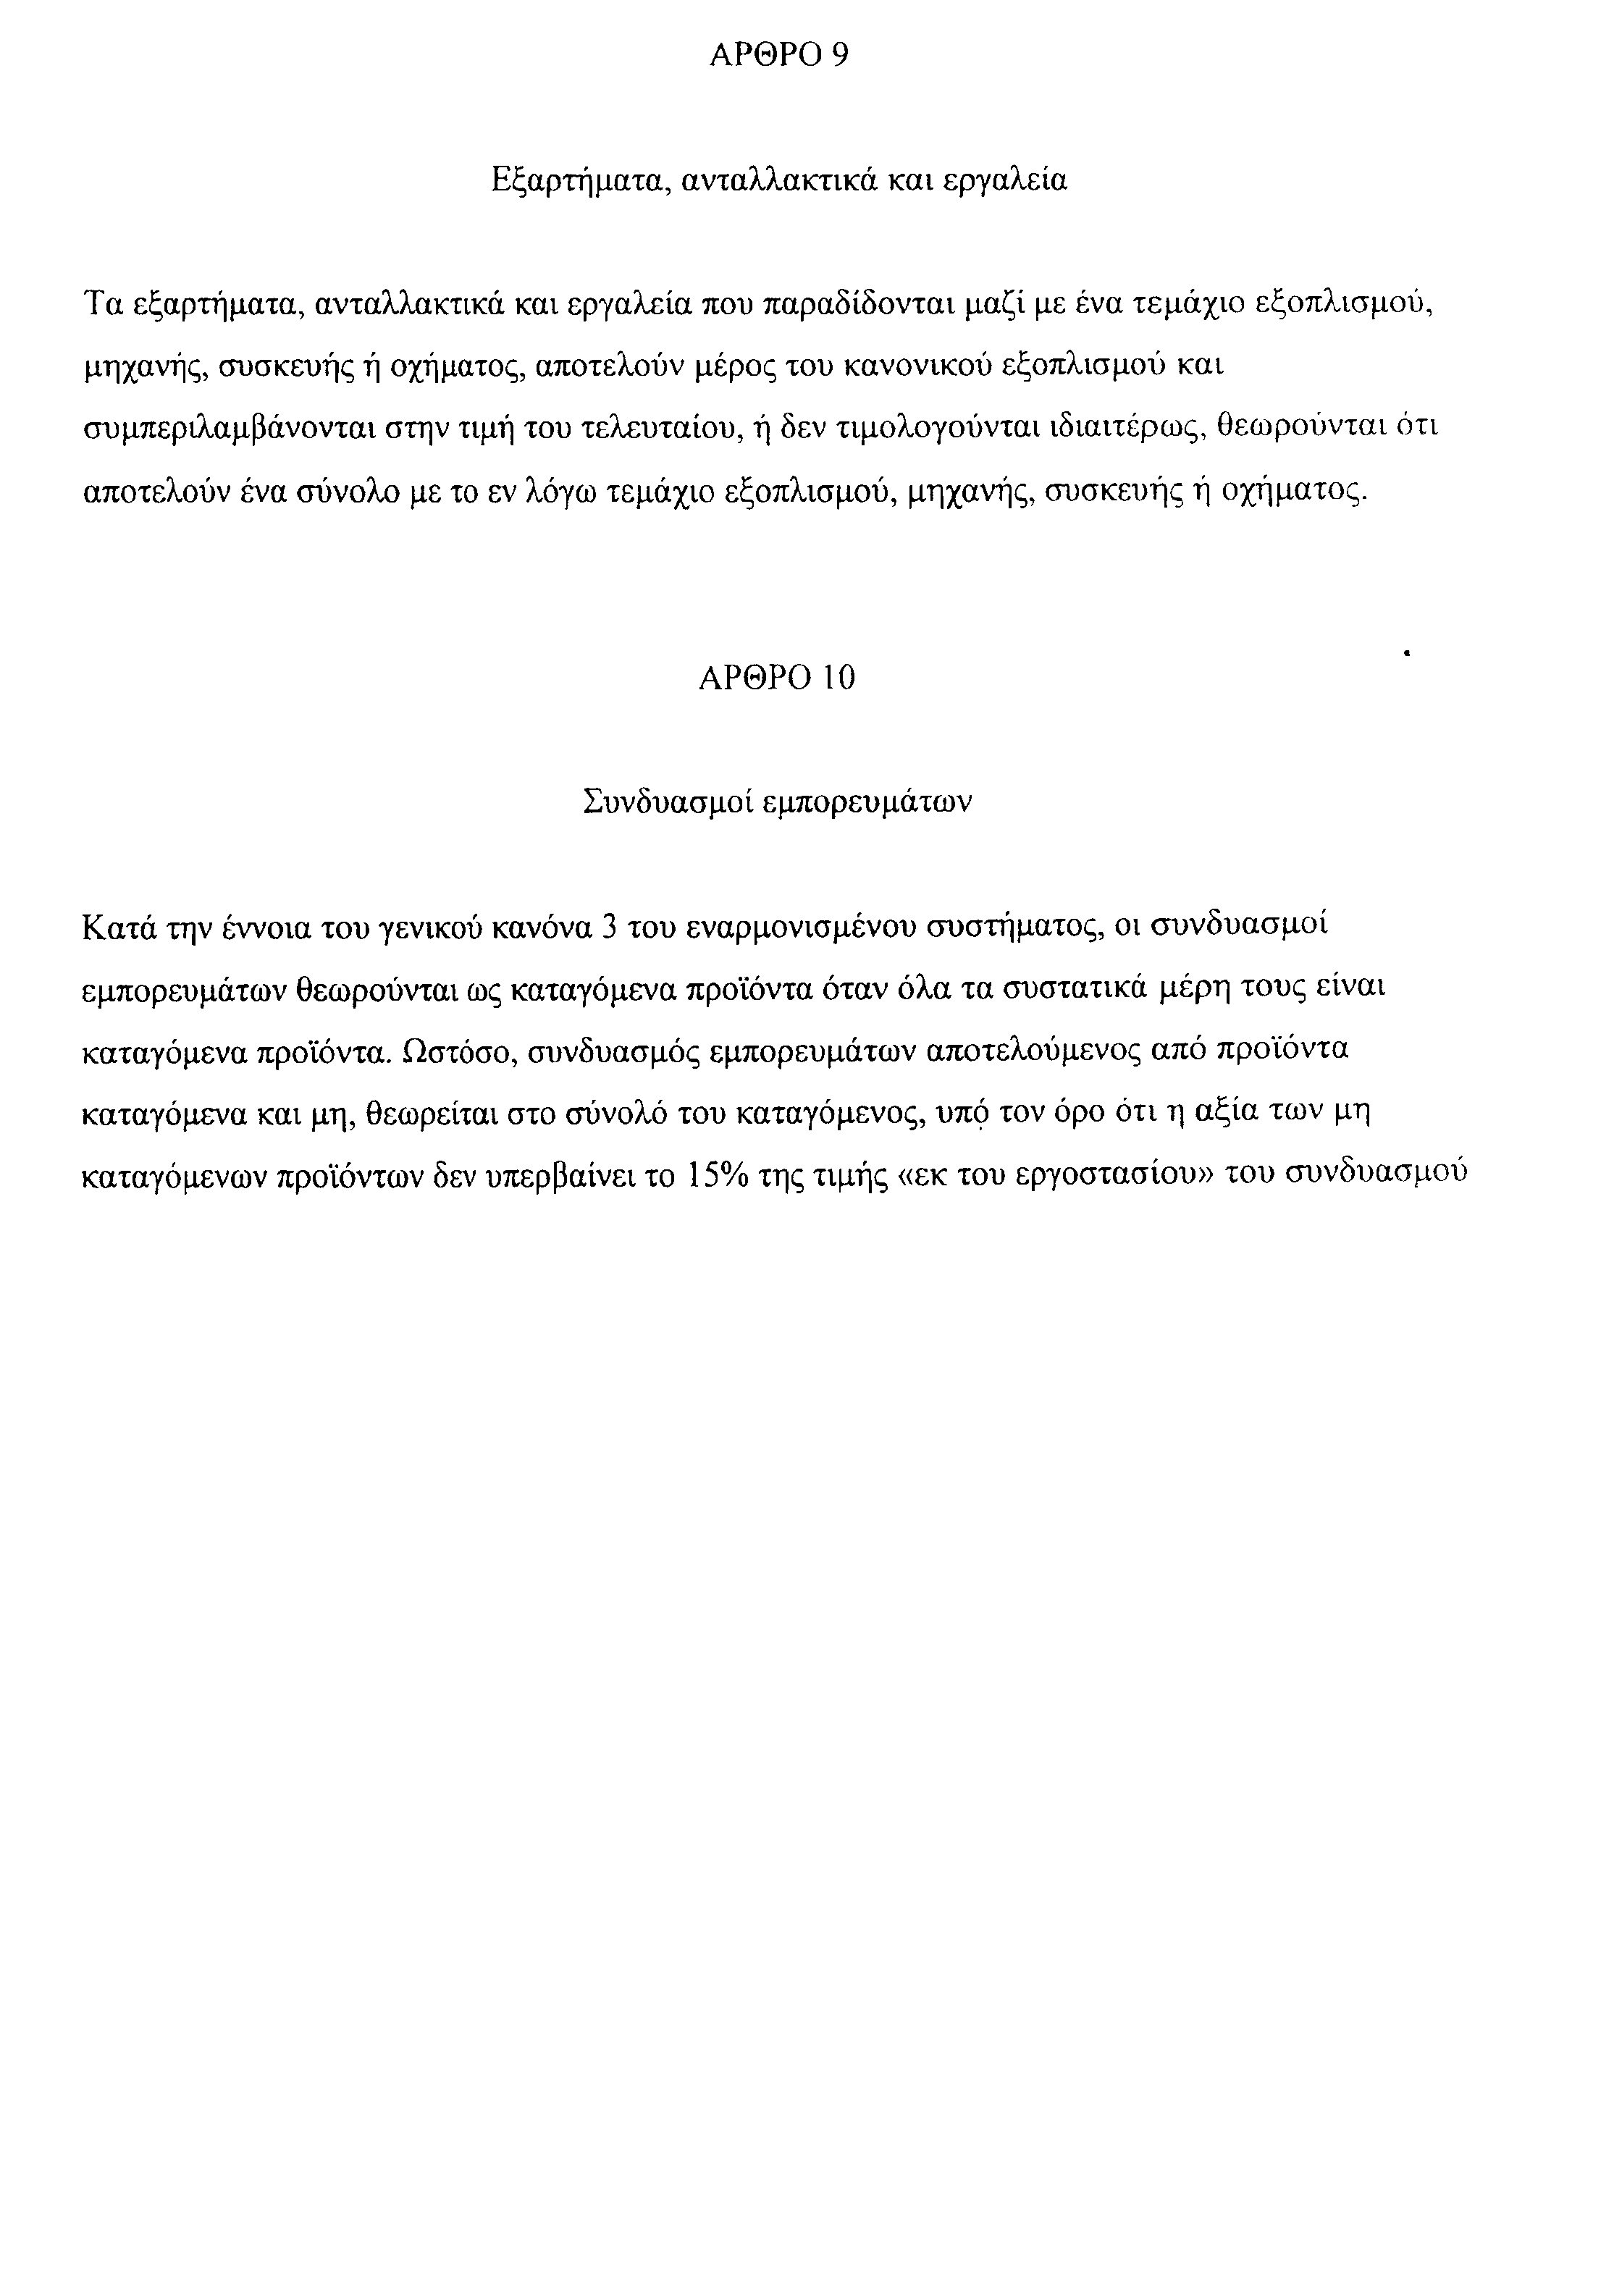 ΑΡΘΡΟ 9
Εξαρτήματα, ανταλλακτικά και εργαλεία
Τα εξαρτήματα, ανταλλακτικά και εργαλεία που παραδίδονται μαζί με ένα τεμάχιο εξοπλισμού,
μηχανής, συσκευής ή οχήματος, αποτελούν μέρος του κανονικού εξοπλισμού και
συμπεριλαμβάνονται στην τιμή του τελευταίου, ή δεν τιμολογούνται ιδιαιτέρως, θεωρούνται ότι
αποτελούν ένα σύνολο με το εν λόγω τεμάχιο εξοπλισμού, μηχανής, συσκευής ή οχήματος.
ΑΡΘΡΟ 10
Συνδυασμοί εμπορευμάτων
Κατά την έννοια του γενικού κανόνα 3 του εναρμονισμένου συστήματος, οι συνδυασμοί
εμπορευμάτων θεωρούνται ως καταγόμενα προϊόντα όταν όλα τα συστατικά μέρη τους είναι
καταγόμενα προϊόντα. Ωστόσο, συνδυασμός εμπορευμάτων αποτελούμενος από προϊόντα
καταγόμενα και μη, θεωρείται στο σύνολό του καταγόμενος, υπό τον όρο ότι η αξία των μη
καταγόμενων προϊόντων δεν υπερβαίνει το 15% της τιμής «εκ του εργοστασίου» του συνδυασμού